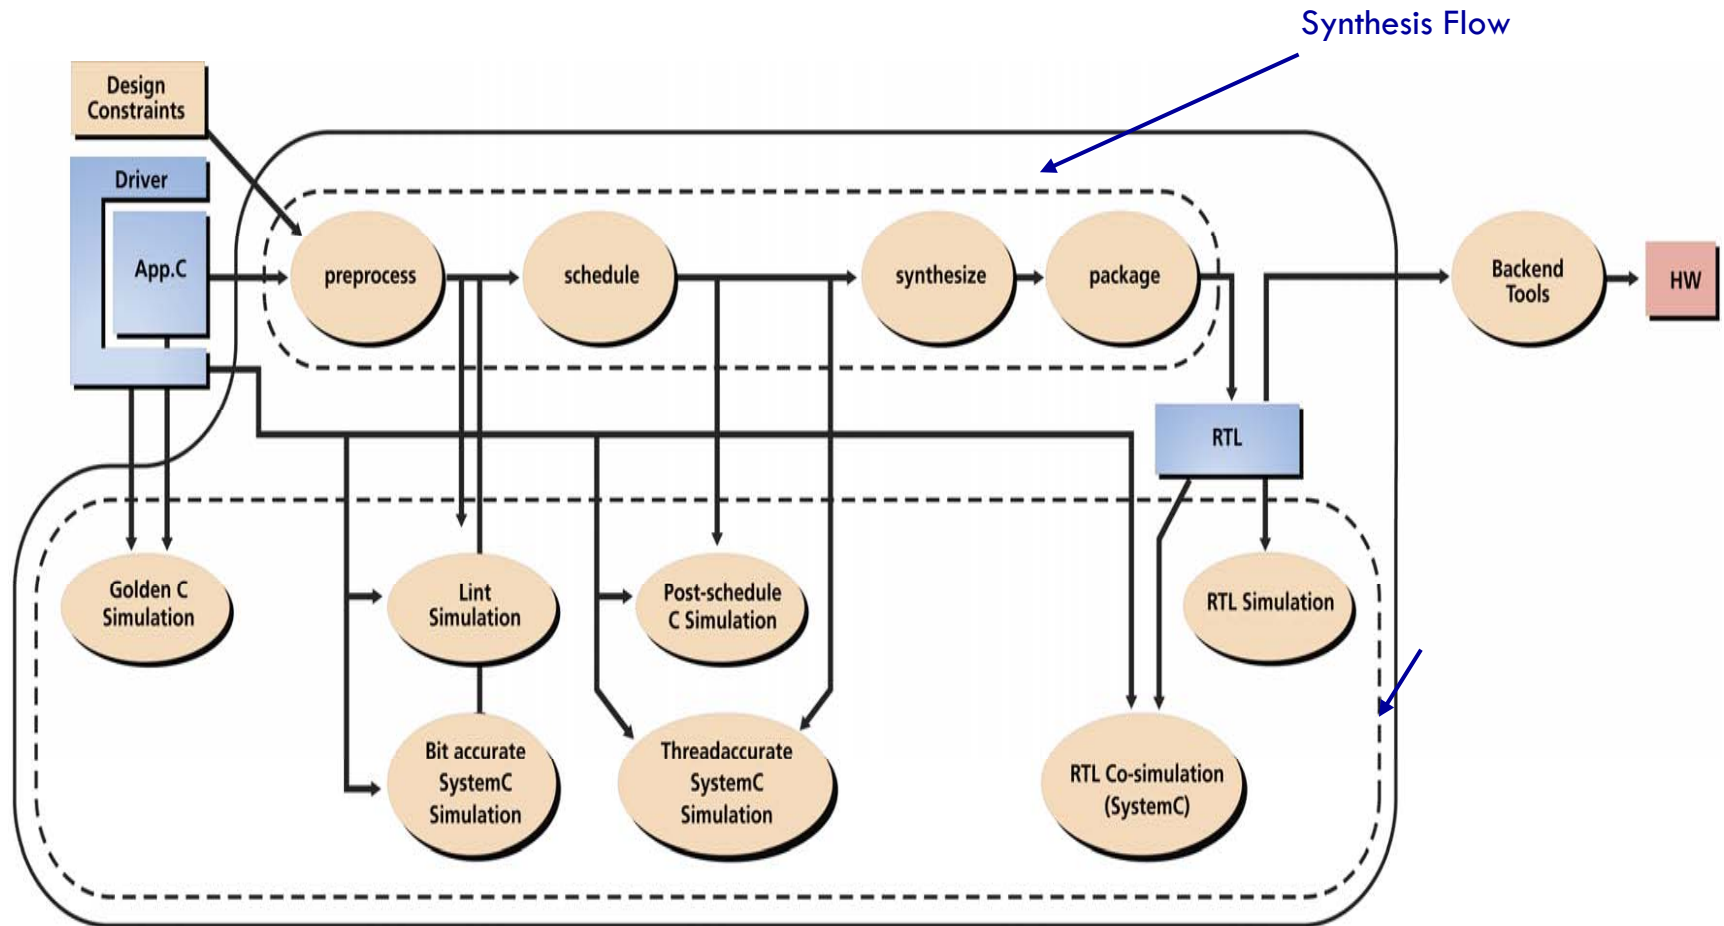 Synthesis Flow
Design
Constraints
Driver
App.C
preprocess
schedule
synthesize
package
Backend
Tools
HW
RTL
Golden C
Simulation
Lint
Simulation
Post-schedule
C Simulation
RTL Simulation
Bit accurate
SystemC
Simulation
Threadaccurate
SystemC
Simulation
RTL Co-simulation
(SystemC)